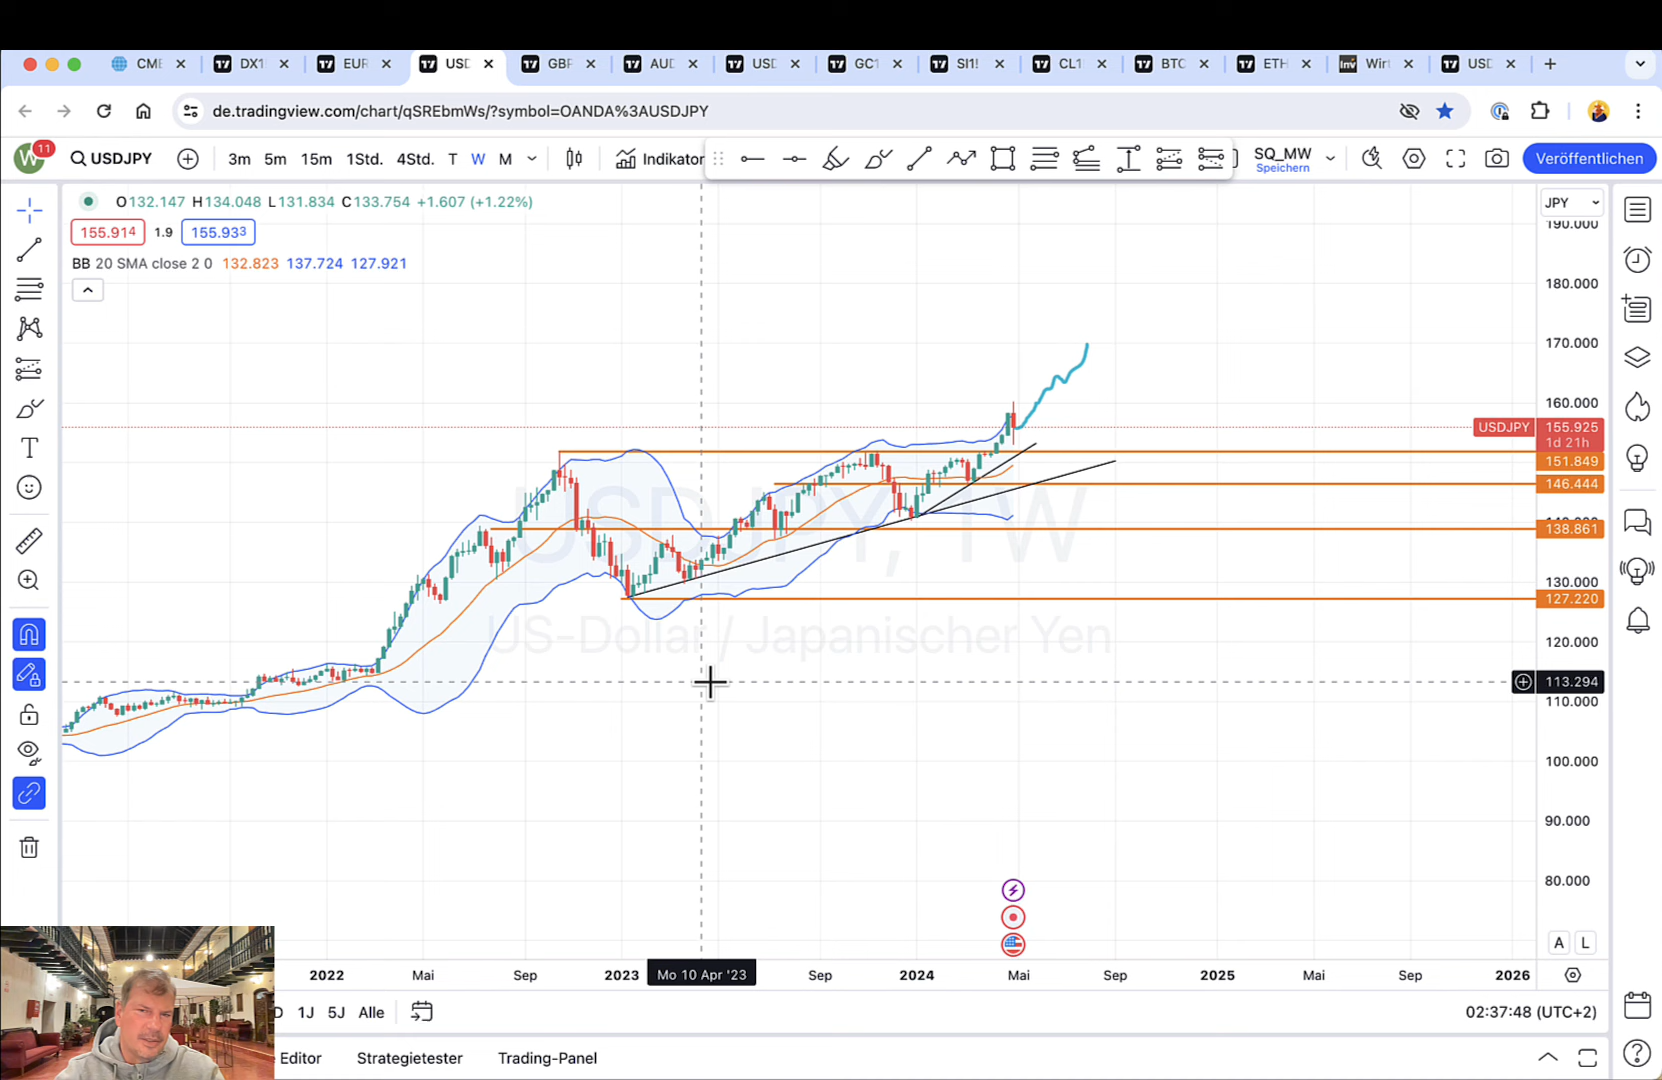 CME
DX1
EUR
USD
GBP
AUD
USD
GC1
SI1!
CL1
BTC
ETH
Inv Wirt
USD
de.tradingview.com/chart/qSREbmWs/?symbol=OANDA%3AUSDJPY
W 11 USDJPY 3m 5m 15m 1Std. 4Std. T W M Indikator SQ_MW Speichern Veröffentlichen
O132.147 H134.048 L131.834 C133.754 +1.607 (+1.22%)
155.914 1.9 155.933
BB 20 SMA close 2 0 132.823 137.724 127.921
JPY
190.000
180.000
170.000
160.000
USDJPY 155.925
1d 21h
151.849
146.444
138.861
130.000
127.220
120.000
113.294
110.000
100.000
90.000
80.000
USDJPY, 1W
US-Dollar / Japanischer Yen
A L
2022 Mai Sep 2023 Mo 10 Apr '23 Sep 2024 Mai Sep 2025 Mai Sep 2026
1J 5J Alle 02:37:48 (UTC+2)
Editor Strategietester Trading-Panel